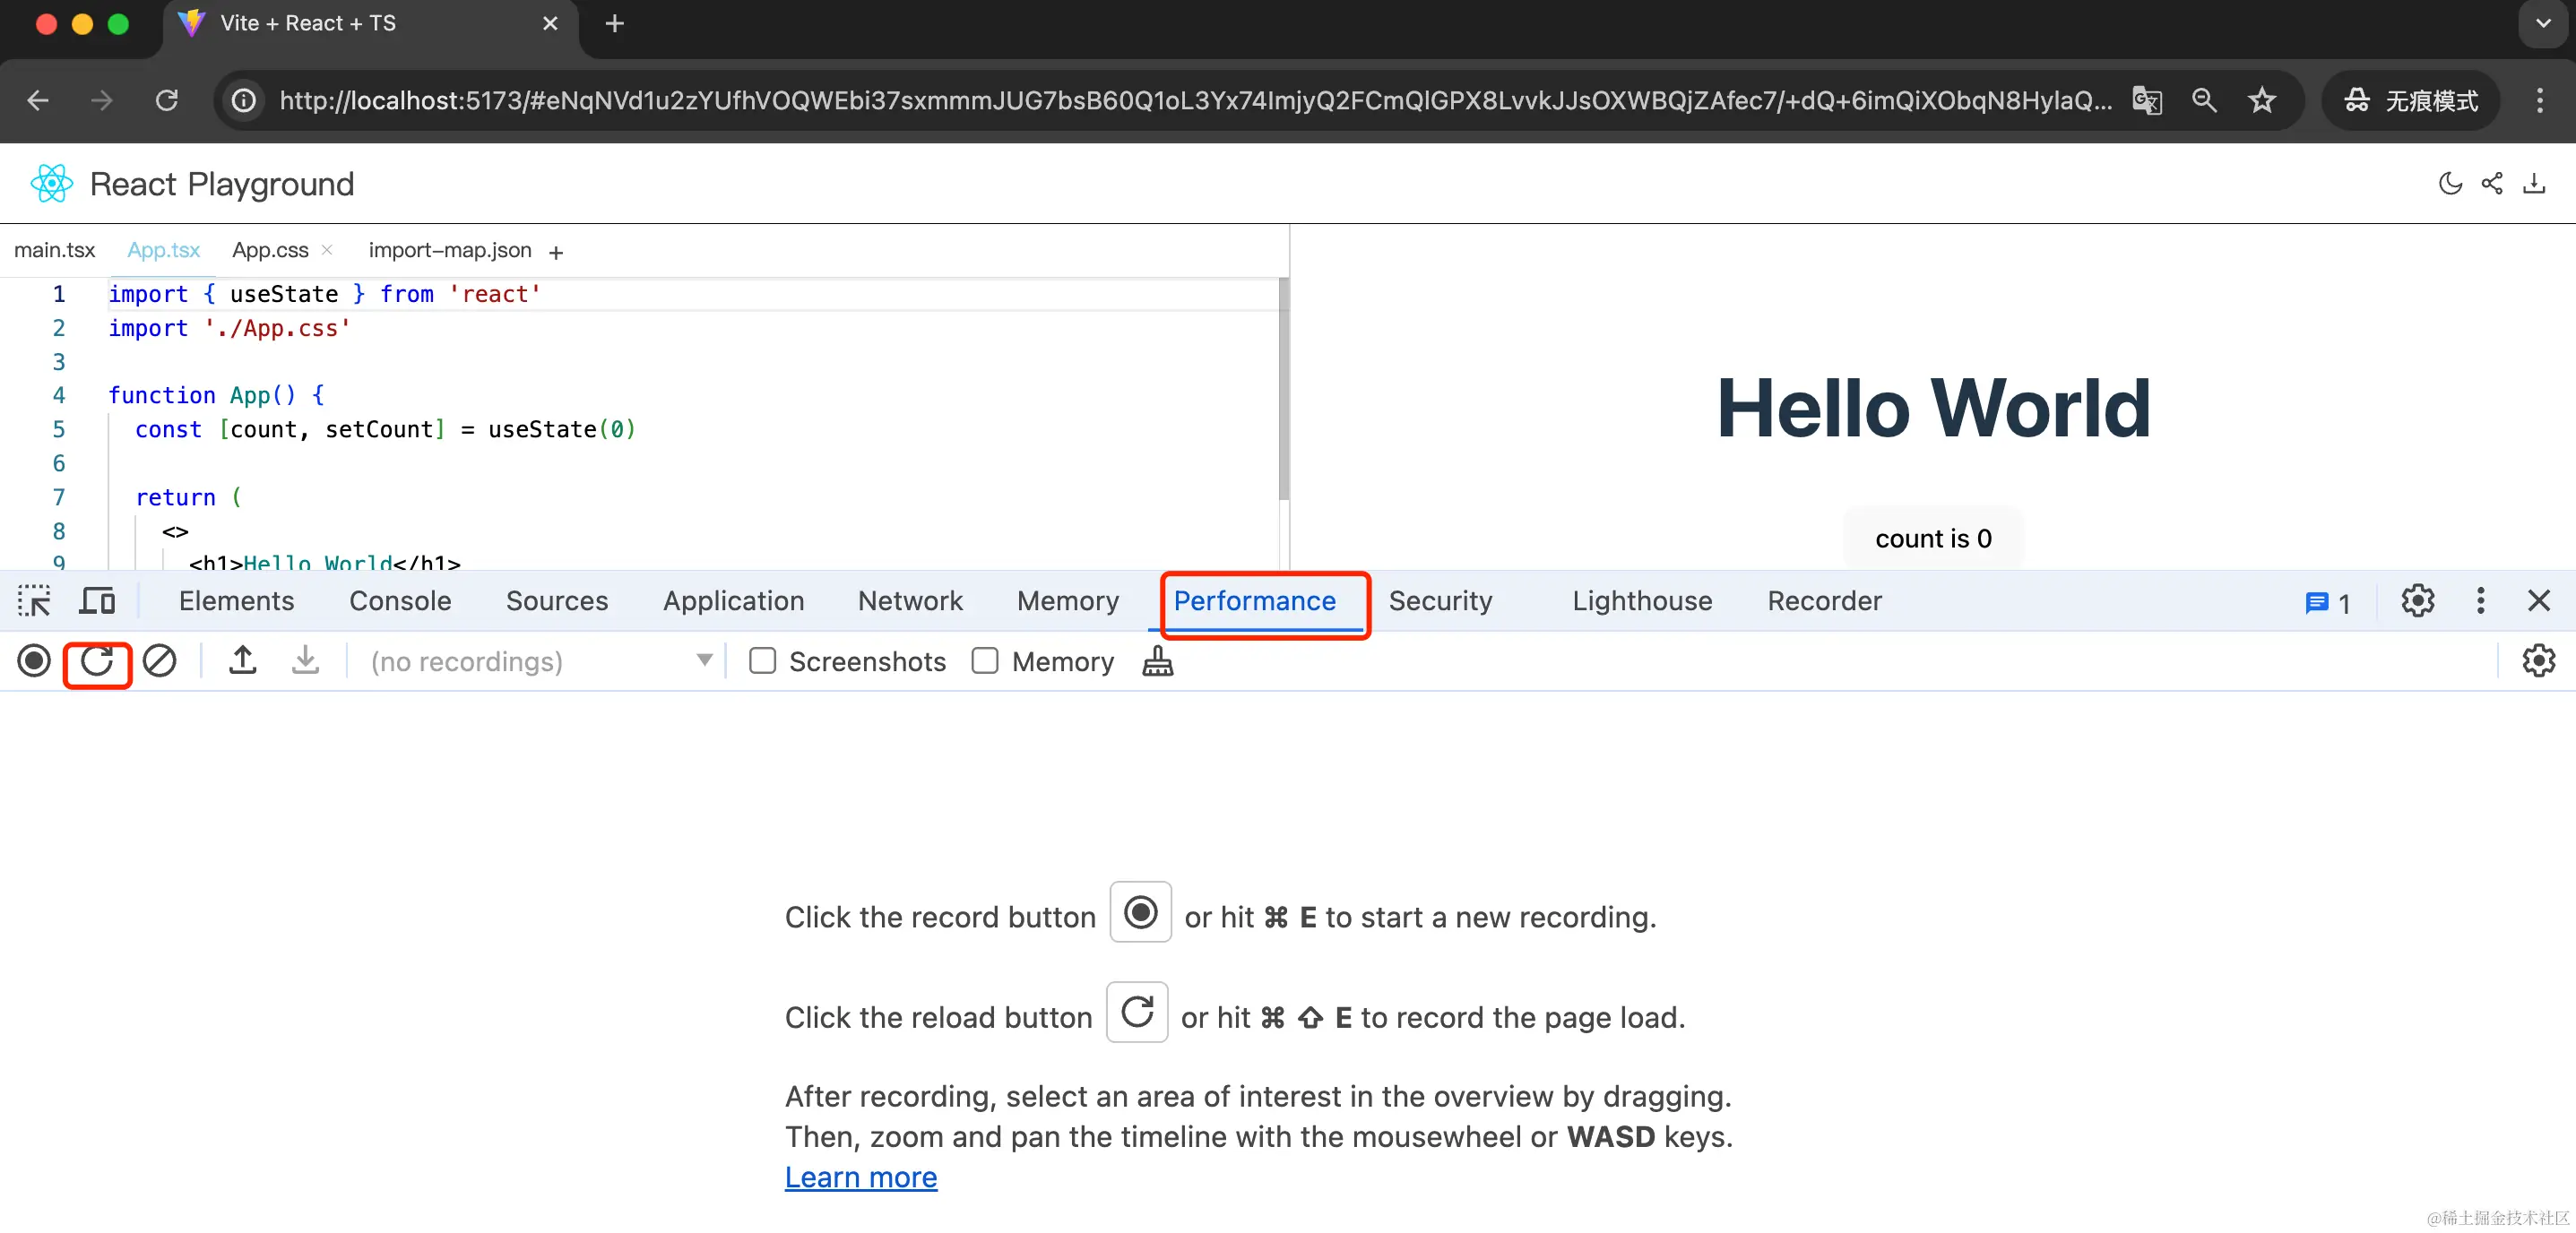 Vite + React + TS
http://localhost:5173/#eNqNVd1u2zYUfhVOQWEbi37sxmmmJUG7bsB60Q1oL3Yx74ImjyQ2FCmQlGPX8LvvkJJsOXWBQjZAfec7/+dQ+6imQiXObqN8HylaQ...
无痕模式
React Playground
main.tsx App.tsx App.css import-map.json
1 import { useState } from 'react'
2 import './App.css'
3
4 function App() {
5 const [count, setCount] = useState(0)
6
7 return (
8 <>
9 <h1>Hello World</h1>
Hello World
count is 0
Elements Console Sources Application Network Memory Performance Security Lighthouse Recorder 1
(no recordings) Screenshots Memory
Click the record button or hit ⌘ E to start a new recording.
Click the reload button or hit ⌘ ⇧ E to record the page load.
After recording, select an area of interest in the overview by dragging.
Then, zoom and pan the timeline with the mousewheel or WASD keys.
Learn more
@稀土掘金技术社区